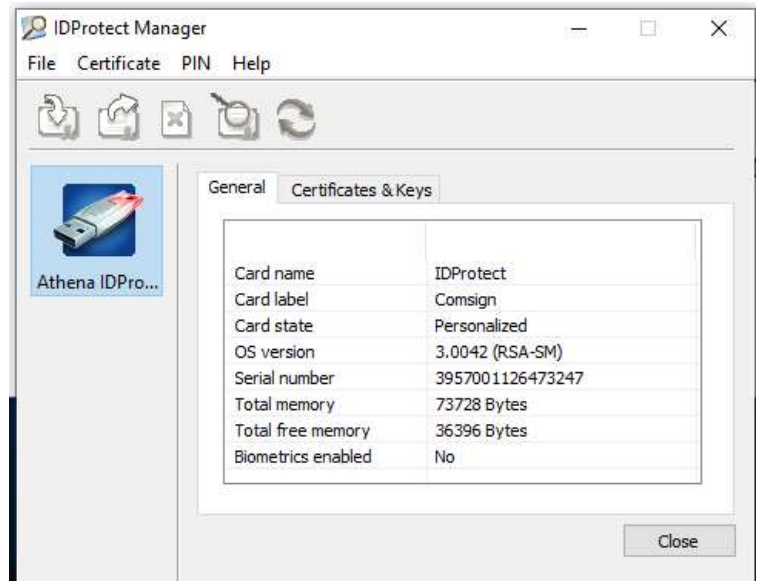 IDProtect Manager
File Certificate PIN Help
Athena IDPro...
General Certificates & Keys
Card name IDProtect
Card label Comsign
Card state Personalized
OS version 3.0042 (RSA-SM)
Serial number 3957001126473247
Total memory 73728 Bytes
Total free memory 36396 Bytes
Biometrics enabled No
Close